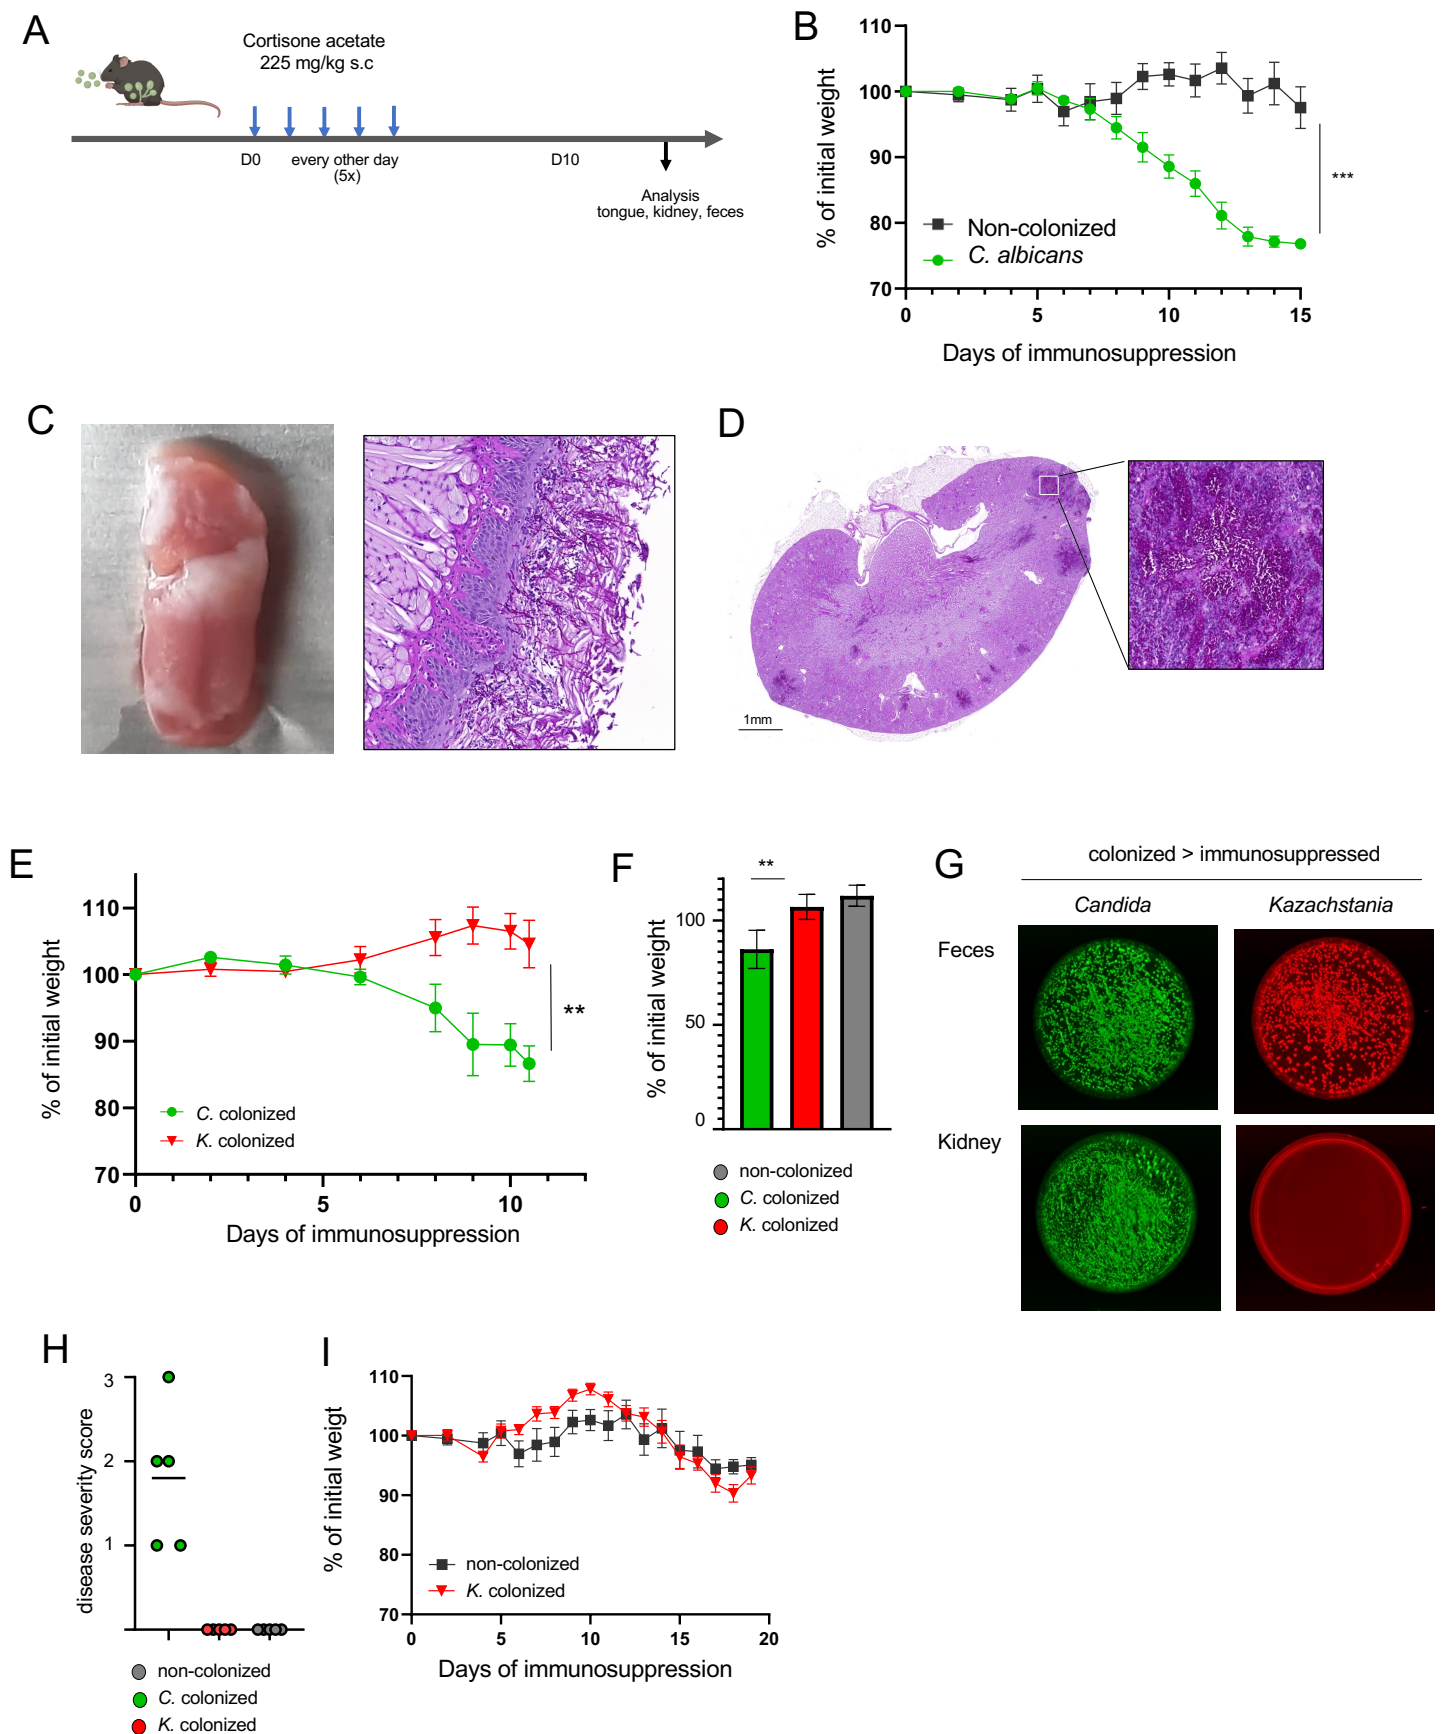 A
Cortisone acetate
225 mg/kg s.c
D0
every other day
(5x)
D10
Analysis
tongue, kidney, feces
B
% of initial weight
110
100
90
80
70
Non-colonized
C. albicans
***
0
5
10
15
Days of immunosuppression
C
D
1mm
E
% of initial weight
110
100
90
80
70
C. colonized
K. colonized
**
0
5
10
Days of immunosuppression
F
**
% of initial weight
100
50
0
non-colonized
C. colonized
K. colonized
G
colonized > immunosuppressed
Candida
Kazachstania
Feces
Kidney
H
disease severity score
3
2
1
non-colonized
C. colonized
K. colonized
I
% of initial weigt
110
100
90
80
70
non-colonized
K. colonized
0
5
10
15
20
Days of immunosuppression